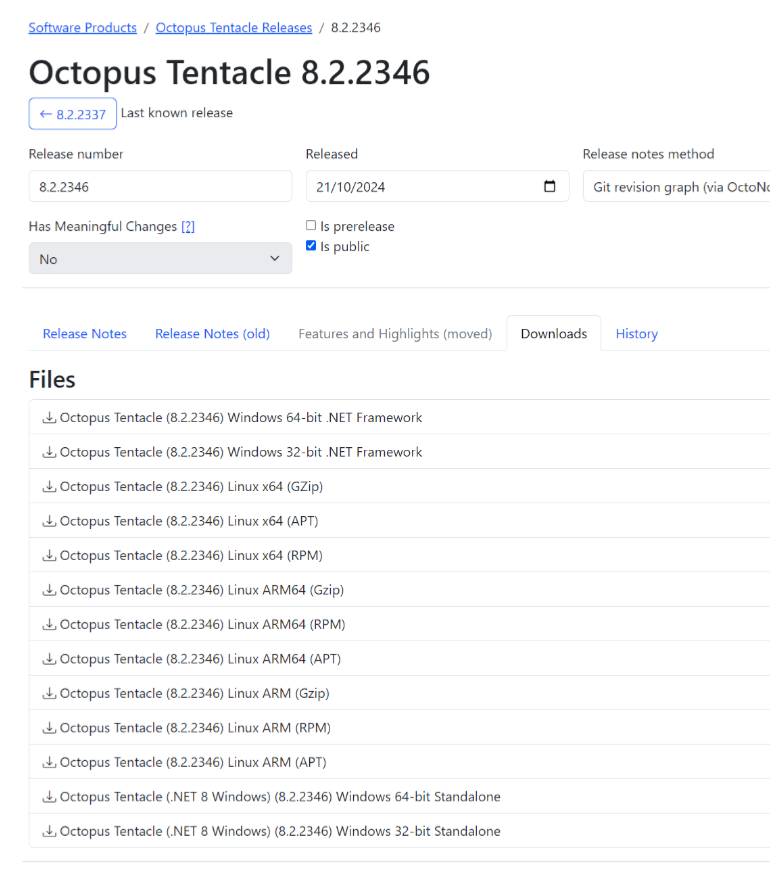 Software Products / Octopus Tentacle Releases / 8.2.2346
Octopus Tentacle 8.2.2346
← 8.2.2337 Last known release
Release number Released Release notes method
8.2.2346 21/10/2024 Git revision graph (via OctoNo
Has Meaningful Changes [?] Is prerelease
Is public
No
Release Notes Release Notes (old) Features and Highlights (moved) Downloads History
Files
Octopus Tentacle (8.2.2346) Windows 64-bit .NET Framework
Octopus Tentacle (8.2.2346) Windows 32-bit .NET Framework
Octopus Tentacle (8.2.2346) Linux x64 (GZip)
Octopus Tentacle (8.2.2346) Linux x64 (APT)
Octopus Tentacle (8.2.2346) Linux x64 (RPM)
Octopus Tentacle (8.2.2346) Linux ARM64 (Gzip)
Octopus Tentacle (8.2.2346) Linux ARM64 (RPM)
Octopus Tentacle (8.2.2346) Linux ARM64 (APT)
Octopus Tentacle (8.2.2346) Linux ARM (Gzip)
Octopus Tentacle (8.2.2346) Linux ARM (RPM)
Octopus Tentacle (8.2.2346) Linux ARM (APT)
Octopus Tentacle (.NET 8 Windows) (8.2.2346) Windows 64-bit Standalone
Octopus Tentacle (.NET 8 Windows) (8.2.2346) Windows 32-bit Standalone